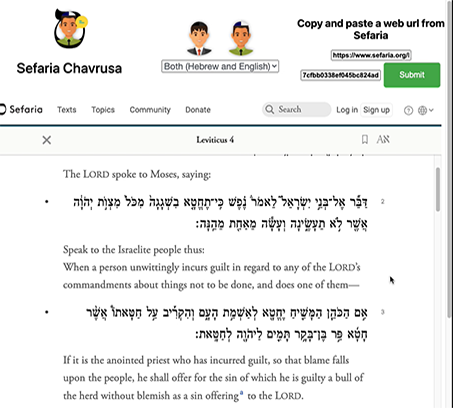 Sefaria Chavrusa
Both (Hebrew and English)
Copy and paste a web url from
Sefaria
https://www.sefaria.org/l
7cfbb0338ef045bc824ad
Submit
Sefaria
Texts
Topics
Community
Donate
Search
Log in
Sign up
Leviticus 4
The LORD spoke to Moses, saying:
2
דַּבֵּ֞ר אֶל־בְּנֵ֣י יִשְׂרָאֵל֮ לֵאמֹר֒ נֶ֗פֶשׁ כִּֽי־תֶחֱטָ֤א בִשְׁגָגָה֙ מִכֹּל֙ מִצְוֺ֣ת יְהֹוָ֔ה
אֲשֶׁ֖ר לֹ֣א תֵעָשֶׂ֑ינָה וְעָשָׂ֕ה מֵאַחַ֖ת מֵהֵֽנָּה׃
Speak to the Israelite people thus:
When a person unwittingly incurs guilt in regard to any of the LORD’s
commandments about things not to be done, and does one of them—
3
אִ֣ם הַכֹּהֵ֧ן הַמָּשִׁ֛יחַ יֶחֱטָ֖א לְאַשְׁמַ֣ת הָעָ֑ם וְהִקְרִ֡יב עַ֣ל חַטָּאתוֹ֩ אֲשֶׁ֨ר
חָטָ֜א פַּ֣ר בֶּן־בָּקָ֥ר תָּמִ֛ים לַיהֹוָ֖ה לְחַטָּֽאת׃
If it is the anointed priest who has incurred guilt, so that blame falls
upon the people, he shall offer for the sin of which he is guilty a bull of
the herd without blemish as a sin offering a to the LORD.